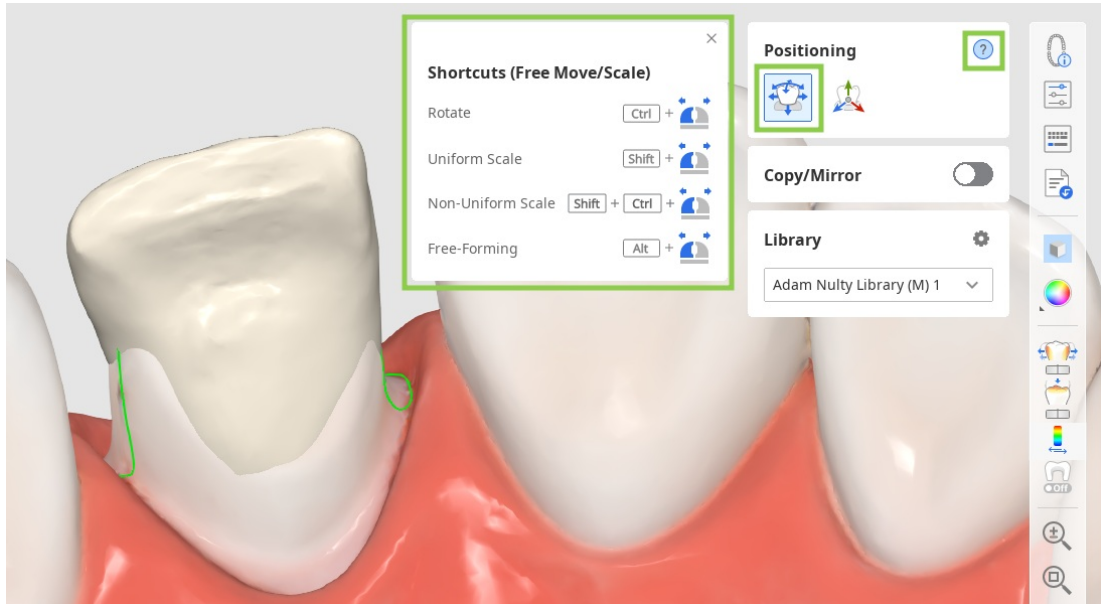 Shortcuts (Free Move/Scale)
Rotate Ctrl +
Uniform Scale Shift +
Non-Uniform Scale Shift + Ctrl +
Free-Forming Alt +
Positioning ?
Copy/Mirror
Library
Adam Nulty Library (M) 1
Off